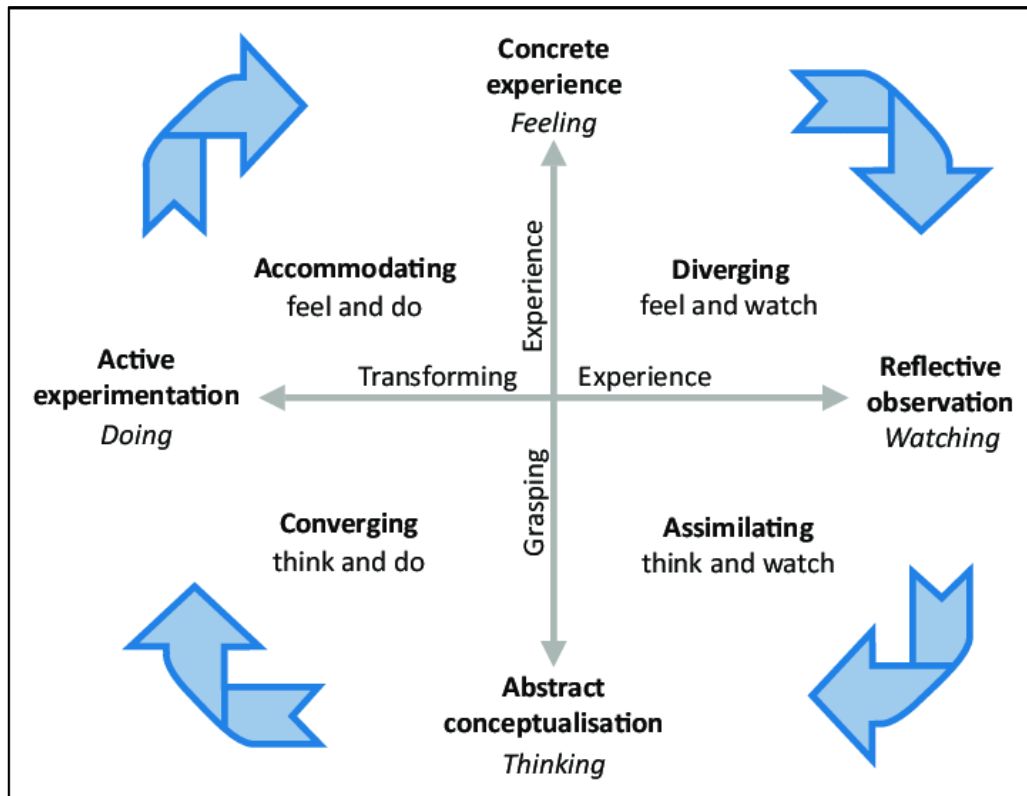 Concrete
experience
Feeling
Accommodating
feel and do
Experience
Diverging
feel and watch
Active
experimentation
Doing
Transforming
Experience
Reflective
observation
Watching
Grasping
Converging
think and do
Assimilating
think and watch
Abstract
conceptualisation
Thinking